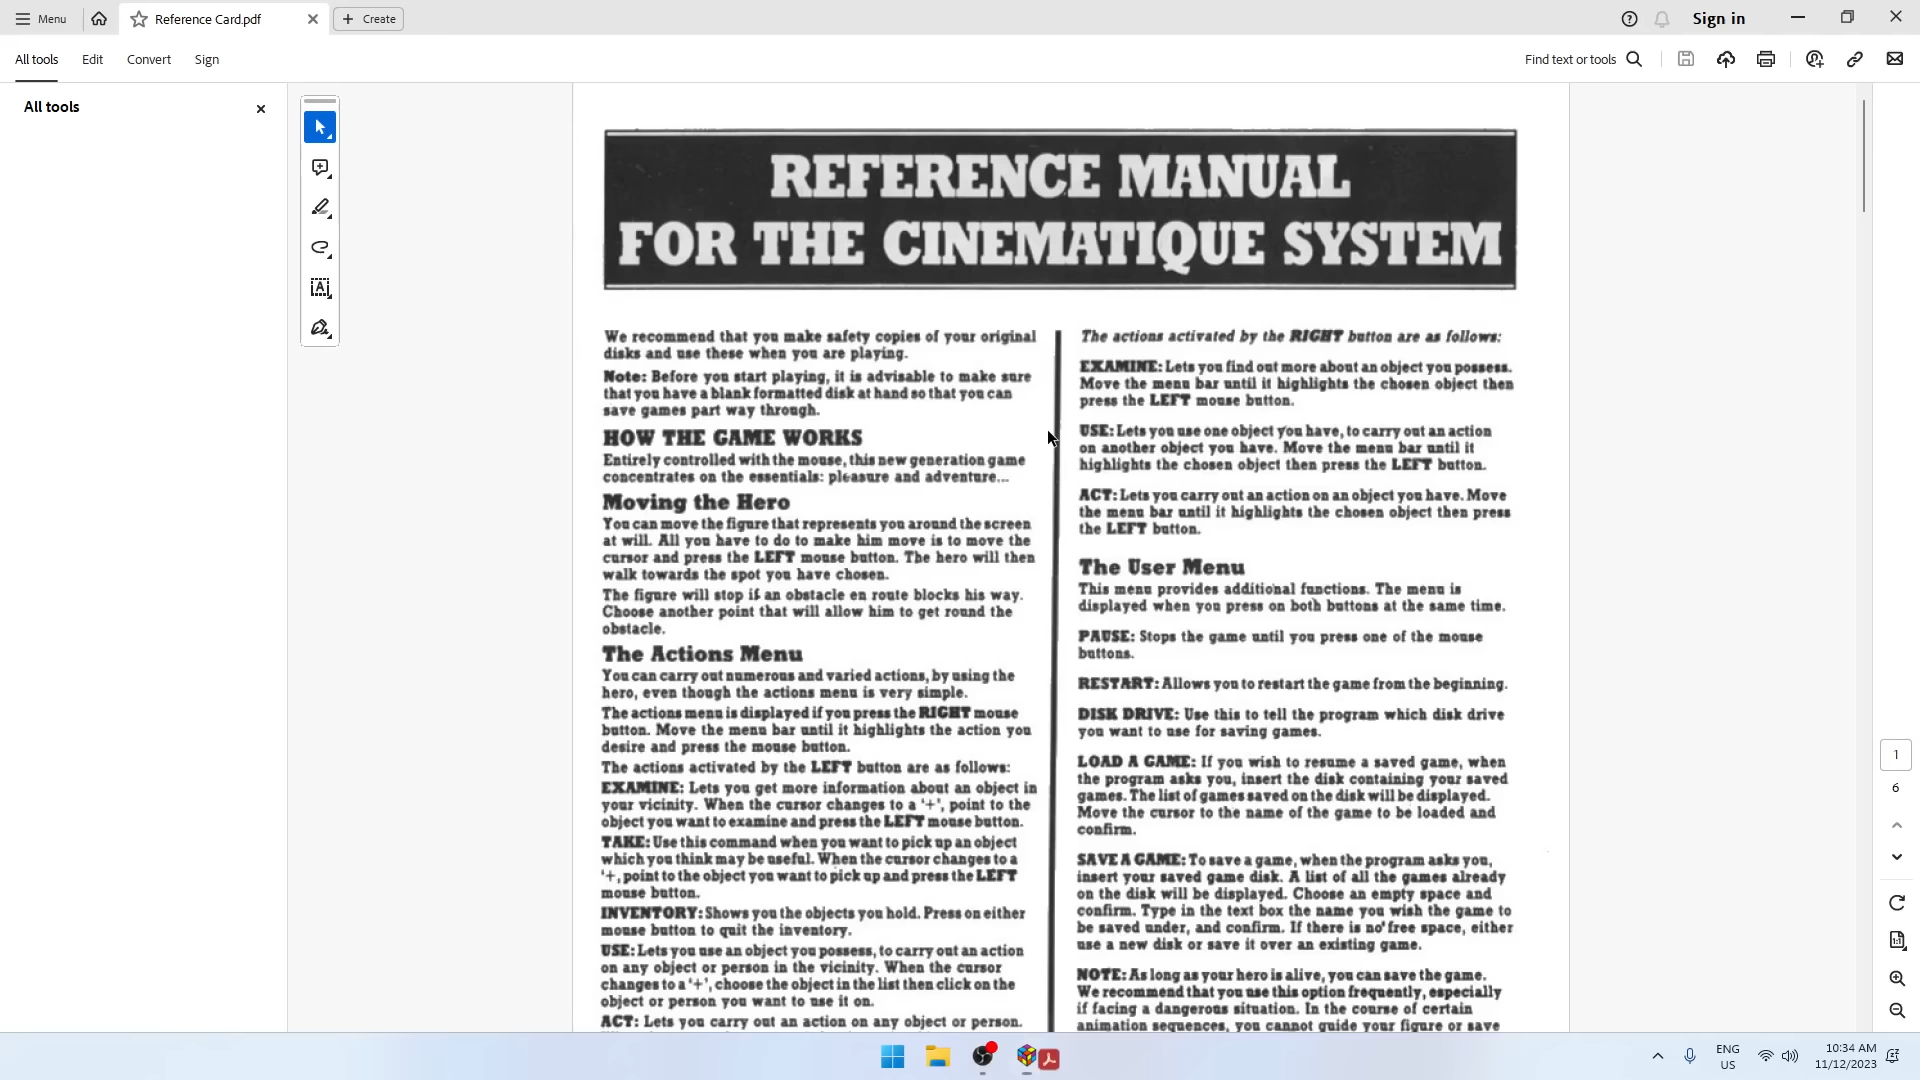 Menu
Reference Card.pdf
Create
Sign in
All tools
Edit
Convert
Sign
Find text or tools
All tools
REFERENCE MANUAL
FOR THE CINEMATIQUE SYSTEM
We recommend that you make safety copies of your original
disks and use these when you are playing.
Note: Before you start playing, it is advisable to make sure
that you have a blank formatted disk at hand so that you can
save games part way through.
HOW THE GAME WORKS
Entirely controlled with the mouse, this new generation game
concentrates on the essentials: pleasure and adventure...
Moving the Hero
You can move the figure that represents you around the screen
at will. All you have to do to make him move is to move the
cursor and press the LEFT mouse button. The hero will then
walk towards the spot you have chosen.
The figure will stop if an obstacle en route blocks his way.
Choose another point that will allow him to get round the
obstacle.
The Actions Menu
You can carry out numerous and varied actions, by using the
hero, even though the actions menu is very simple.
The actions menu is displayed if you press the RIGHT mouse
button. Move the menu bar until it highlights the action you
desire and press the mouse button.
The actions activated by the LEFT button are as follows:
EXAMINE: Lets you get more information about an object in
your vicinity. When the cursor changes to a '+', point to the
object you want to examine and press the LEFT mouse button.
TAKE: Use this command when you want to pick up an object
which you think may be useful. When the cursor changes to a
'+, point to the object you want to pick up and press the LEFT
mouse button.
INVENTORY: Shows you the objects you hold. Press on either
mouse button to quit the inventory.
USE: Lets you use an object you possess, to carry out an action
on any object or person in the vicinity. When the cursor
changes to a '+', choose the object in the list then click on the
object or person you want to use it on.
ACT: Lets you carry out an action on any object or person.
The actions activated by the RIGHT button are as follows:
EXAMINE: Lets you find out more about an object you possess.
Move the menu bar until it highlights the chosen object then
press the LEFT mouse button.
USE: Lets you use one object you have, to carry out an action
on another object you have. Move the menu bar until it
highlights the chosen object then press the LEFT button.
ACT: Lets you carry out an action on an object you have. Move
the menu bar until it highlights the chosen object then press
the LEFT button.
The User Menu
This menu provides additional functions. The menu is
displayed when you press on both buttons at the same time.
PAUSE: Stops the game until you press one of the mouse
buttons.
RESTART: Allows you to restart the game from the beginning.
DISK DRIVE: Use this to tell the program which disk drive
you want to use for saving games.
LOAD A GAME: If you wish to resume a saved game, when
the program asks you, insert the disk containing your saved
games. The list of games saved on the disk will be displayed.
Move the cursor to the name of the game to be loaded and
confirm.
SAVE A GAME: To save a game, when the program asks you,
insert your saved game disk. A list of all the games already
on the disk will be displayed. Choose an empty space and
confirm. Type in the text box the name you wish the game to
be saved under, and confirm. If there is no free space, either
use a new disk or save it over an existing game.
NOTE: As long as your hero is alive, you can save the game.
We recommend that you use this option frequently, especially
if facing a dangerous situation. In the course of certain
animation sequences, you cannot guide your figure or save
1
6
ENG
US
10:34 AM
11/12/2023